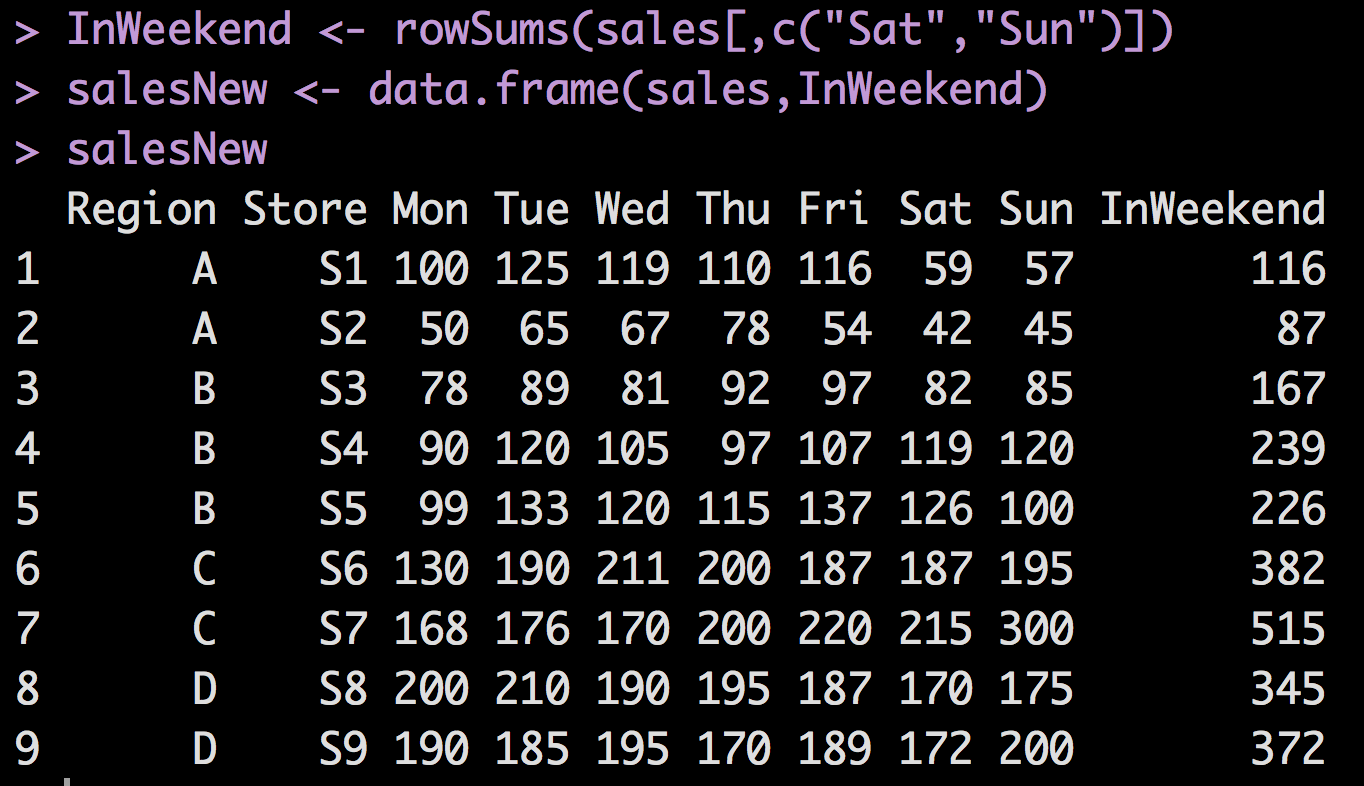 > InWeekend <- rowSums(sales[,c("Sat","Sun")])
> salesNew <- data.frame(sales,InWeekend)
> salesNew
  Region Store Mon Tue Wed Thu Fri Sat Sun InWeekend
1      A    S1 100 125 119 110 116  59  57       116
2      A    S2  50  65  67  78  54  42  45        87
3      B    S3  78  89  81  92  97  82  85       167
4      B    S4  90 120 105  97 107 119 120       239
5      B    S5  99 133 120 115 137 126 100       226
6      C    S6 130 190 211 200 187 187 195       382
7      C    S7 168 176 170 200 220 215 300       515
8      D    S8 200 210 190 195 187 170 175       345
9      D    S9 190 185 195 170 189 172 200       372